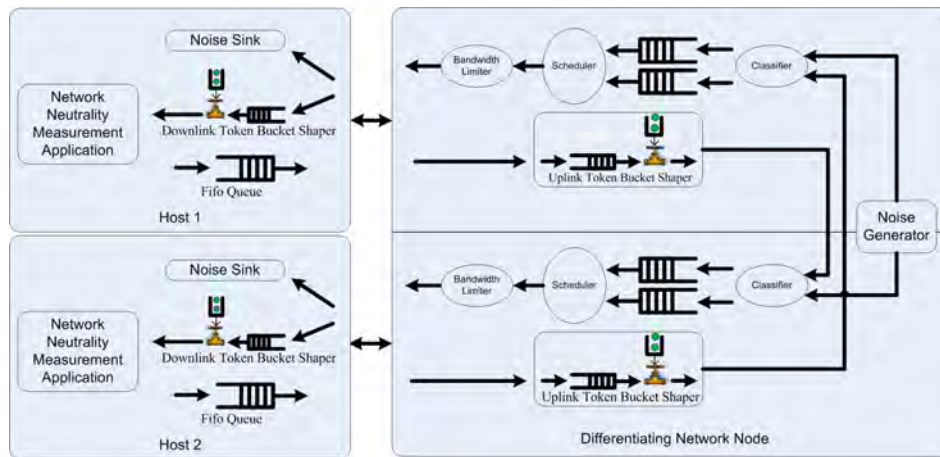 Noise Sink
Network
Neutrality
Measurement
Application
Downlink Token Bucket Shaper
Fifo Queue
Host 1
Bandwidth
Limiter
Scheduler
Classifier
Uplink Token Bucket Shaper
Noise
Generator
Noise Sink
Network
Neutrality
Measurement
Application
Downlink Token Bucket Shaper
Fifo Queue
Host 2
Bandwidth
Limiter
Scheduler
Classifier
Uplink Token Bucket Shaper
Differentiating Network Node